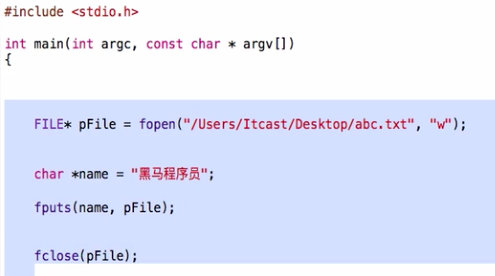 #include <stdio.h>
int main(int argc, const char * argv[])
{
FILE* pFile = fopen("/Users/Itcast/Desktop/abc.txt", "w");
char *name = "黑马程序员";
fputs(name, pFile);
fclose(pFile);